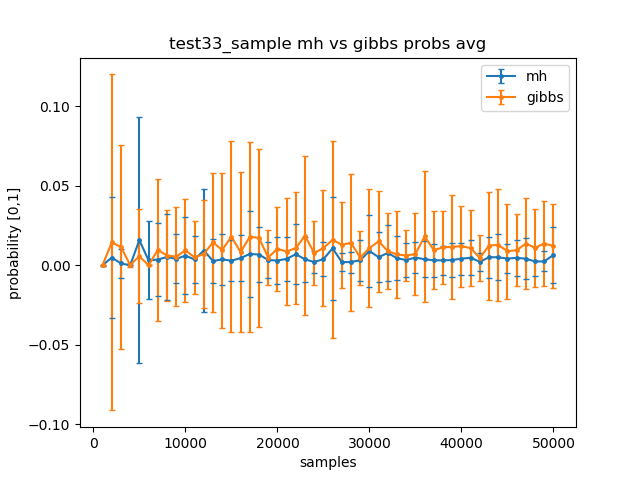 test33_sample mh vs gibbs probs avg
mh
gibbs
probability [0,1]
0.10
0.05
0.00
−0.05
−0.10
0
10000
20000
30000
40000
50000
samples